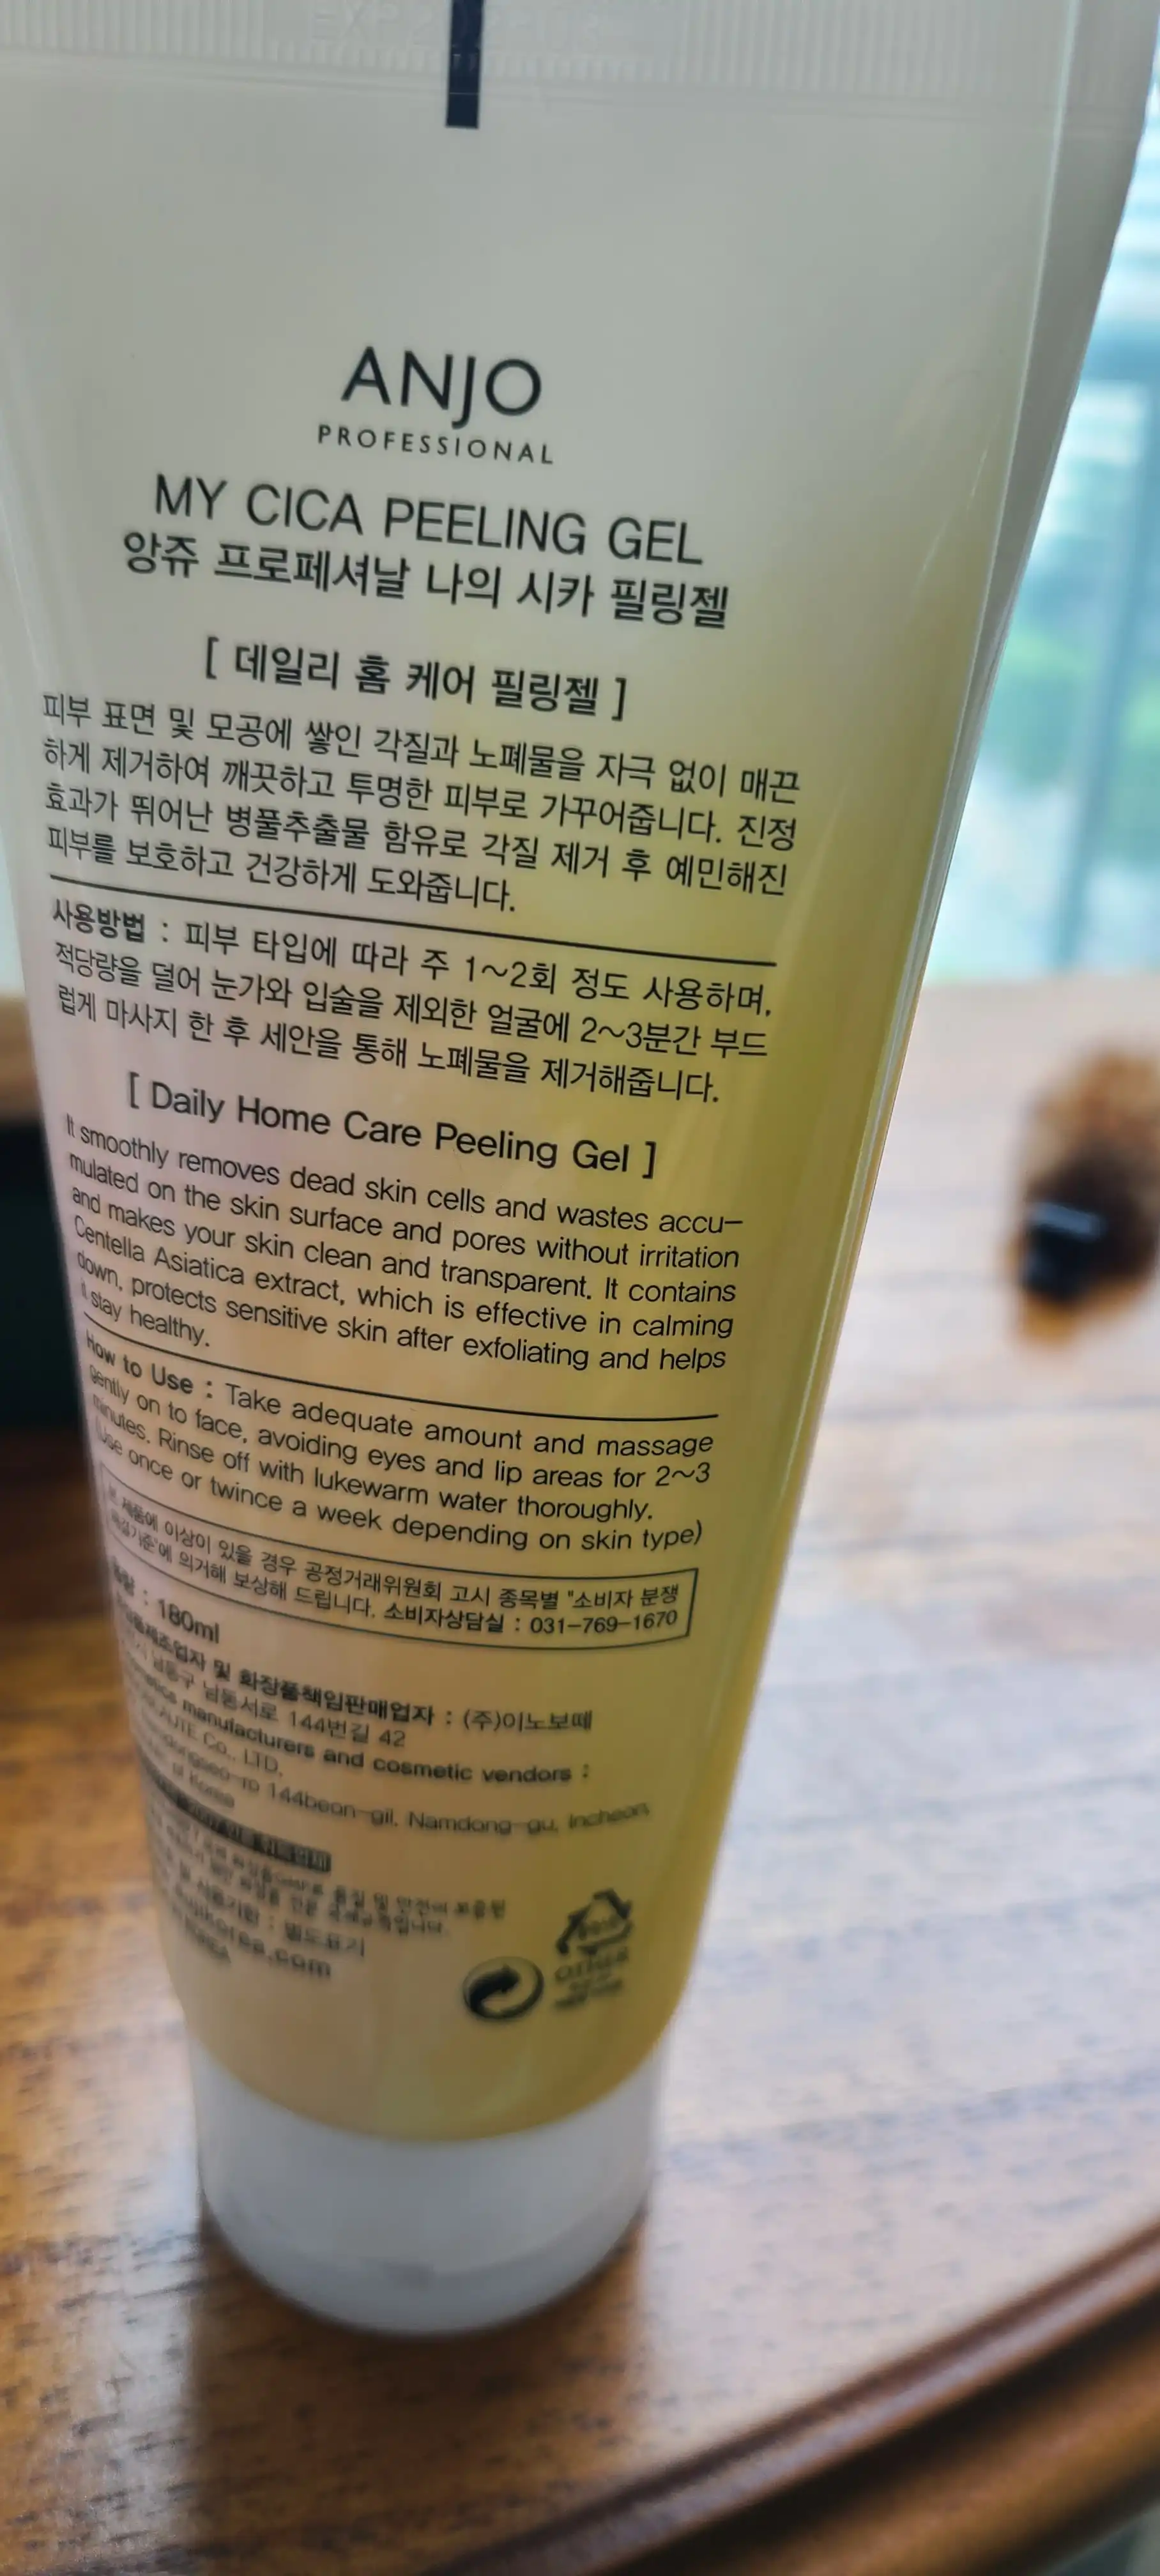 ANJO
PROFESSIONAL
MY CICA PEELING GEL
앙쥬 프로페셔날 나의 시카 필링젤
[ 데일리 홈 케어 필링젤 ]
피부 표면 및 모공에 쌓인 각질과 노폐물을 자극 없이 매끈
하게 제거하여 깨끗하고 투명한 피부로 가꾸어줍니다. 진정
효과가 뛰어난 병풀추출물 함유로 각질 제거 후 예민해진
피부를 보호하고 건강하게 도와줍니다.
사용방법 : 피부 타입에 따라 주 1~2회 정도 사용하며,
적당량을 덜어 눈가와 입술을 제외한 얼굴에 2~3분간 부드
럽게 마사지 한 후 세안을 통해 노폐물을 제거해줍니다.
[ Daily Home Care Peeling Gel ]
It smoothly removes dead skin cells and wastes accu-
mulated on the skin surface and pores without irritation
and makes your skin clean and transparent. It contains
Centella Asiatica extract, which is effective in calming
down, protects sensitive skin after exfoliating and helps
it stay healthy.
How to Use : Take adequate amount and massage
gently on to face, avoiding eyes and lip areas for 2~3
minutes. Rinse off with lukewarm water thoroughly.
(Use once or twince a week depending on skin type)
본 제품에 이상이 있을 경우 공정거래위원회 고시 종목별 "소비자 분쟁
해결기준"에 의거해 보상해 드립니다. 소비자상담실 : 031-769-1670
용량 : 180ml
및 화장품책임판매업자 : (주)이노보떼
남동구 남동서로 144번길 42
manufacturers and cosmetic vendors :
Co., LTD.
144beon-gil, Namdong-gu, Incheon,
Korea
사용기한 : 별도표기